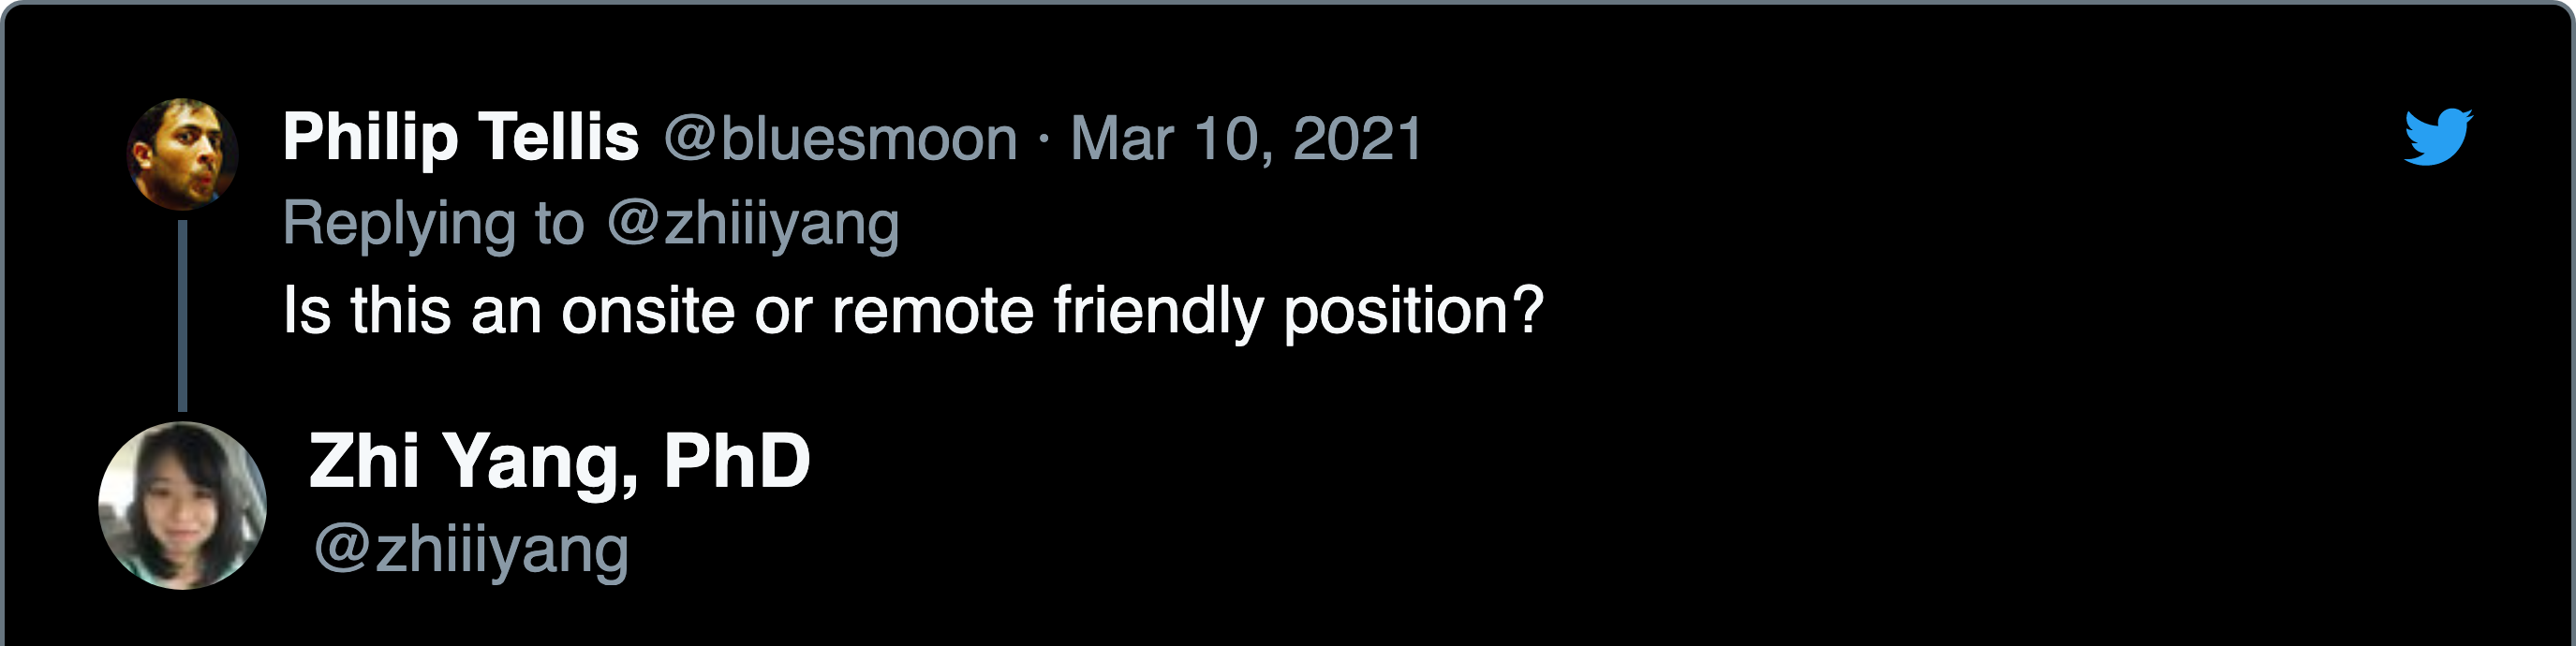 Philip Tellis @bluesmoon · Mar 10, 2021
Replying to @zhiiiyang
Is this an onsite or remote friendly position?
Zhi Yang, PhD
@zhiiiyang